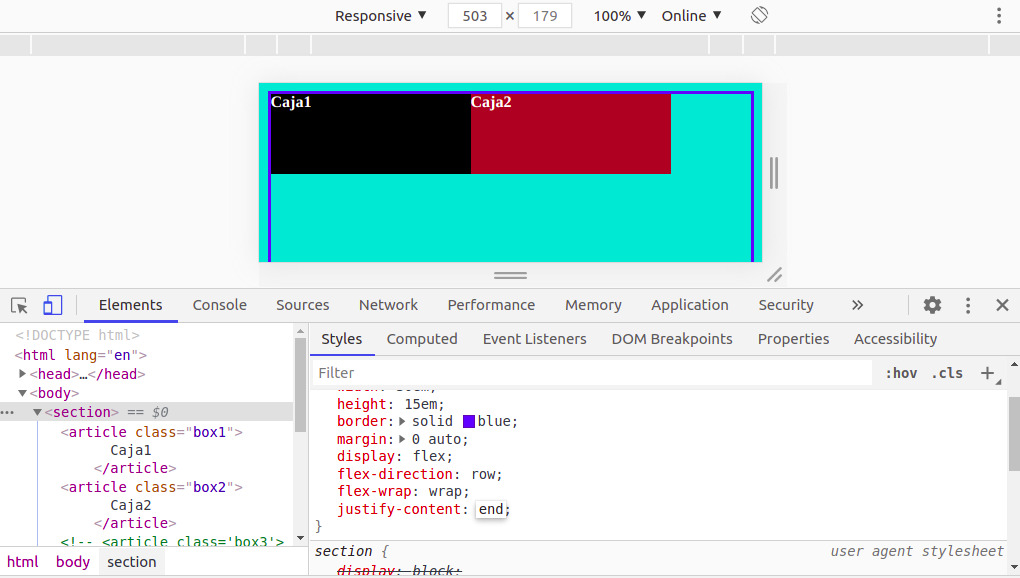 Responsive ▼ 503 × 179 100% ▼ Online ▼
Caja1 Caja2
Elements Console Sources Network Performance Memory Application Security »
<!DOCTYPE html>
<html lang="en">
▶<head>…</head>
▼<body>
… ▼<section> == $0
<article class="box1">
Caja1
</article>
<article class="box2">
Caja2
</article>
<!-- <article class='box3'>
html body section
Styles Computed Event Listeners DOM Breakpoints Properties Accessibility
Filter :hov .cls +
height: 15em;
border:▶solid blue;
margin:▶0 auto;
display: flex;
flex-direction: row;
flex-wrap: wrap;
justify-content: end;
}
section { user agent stylesheet
display: block;